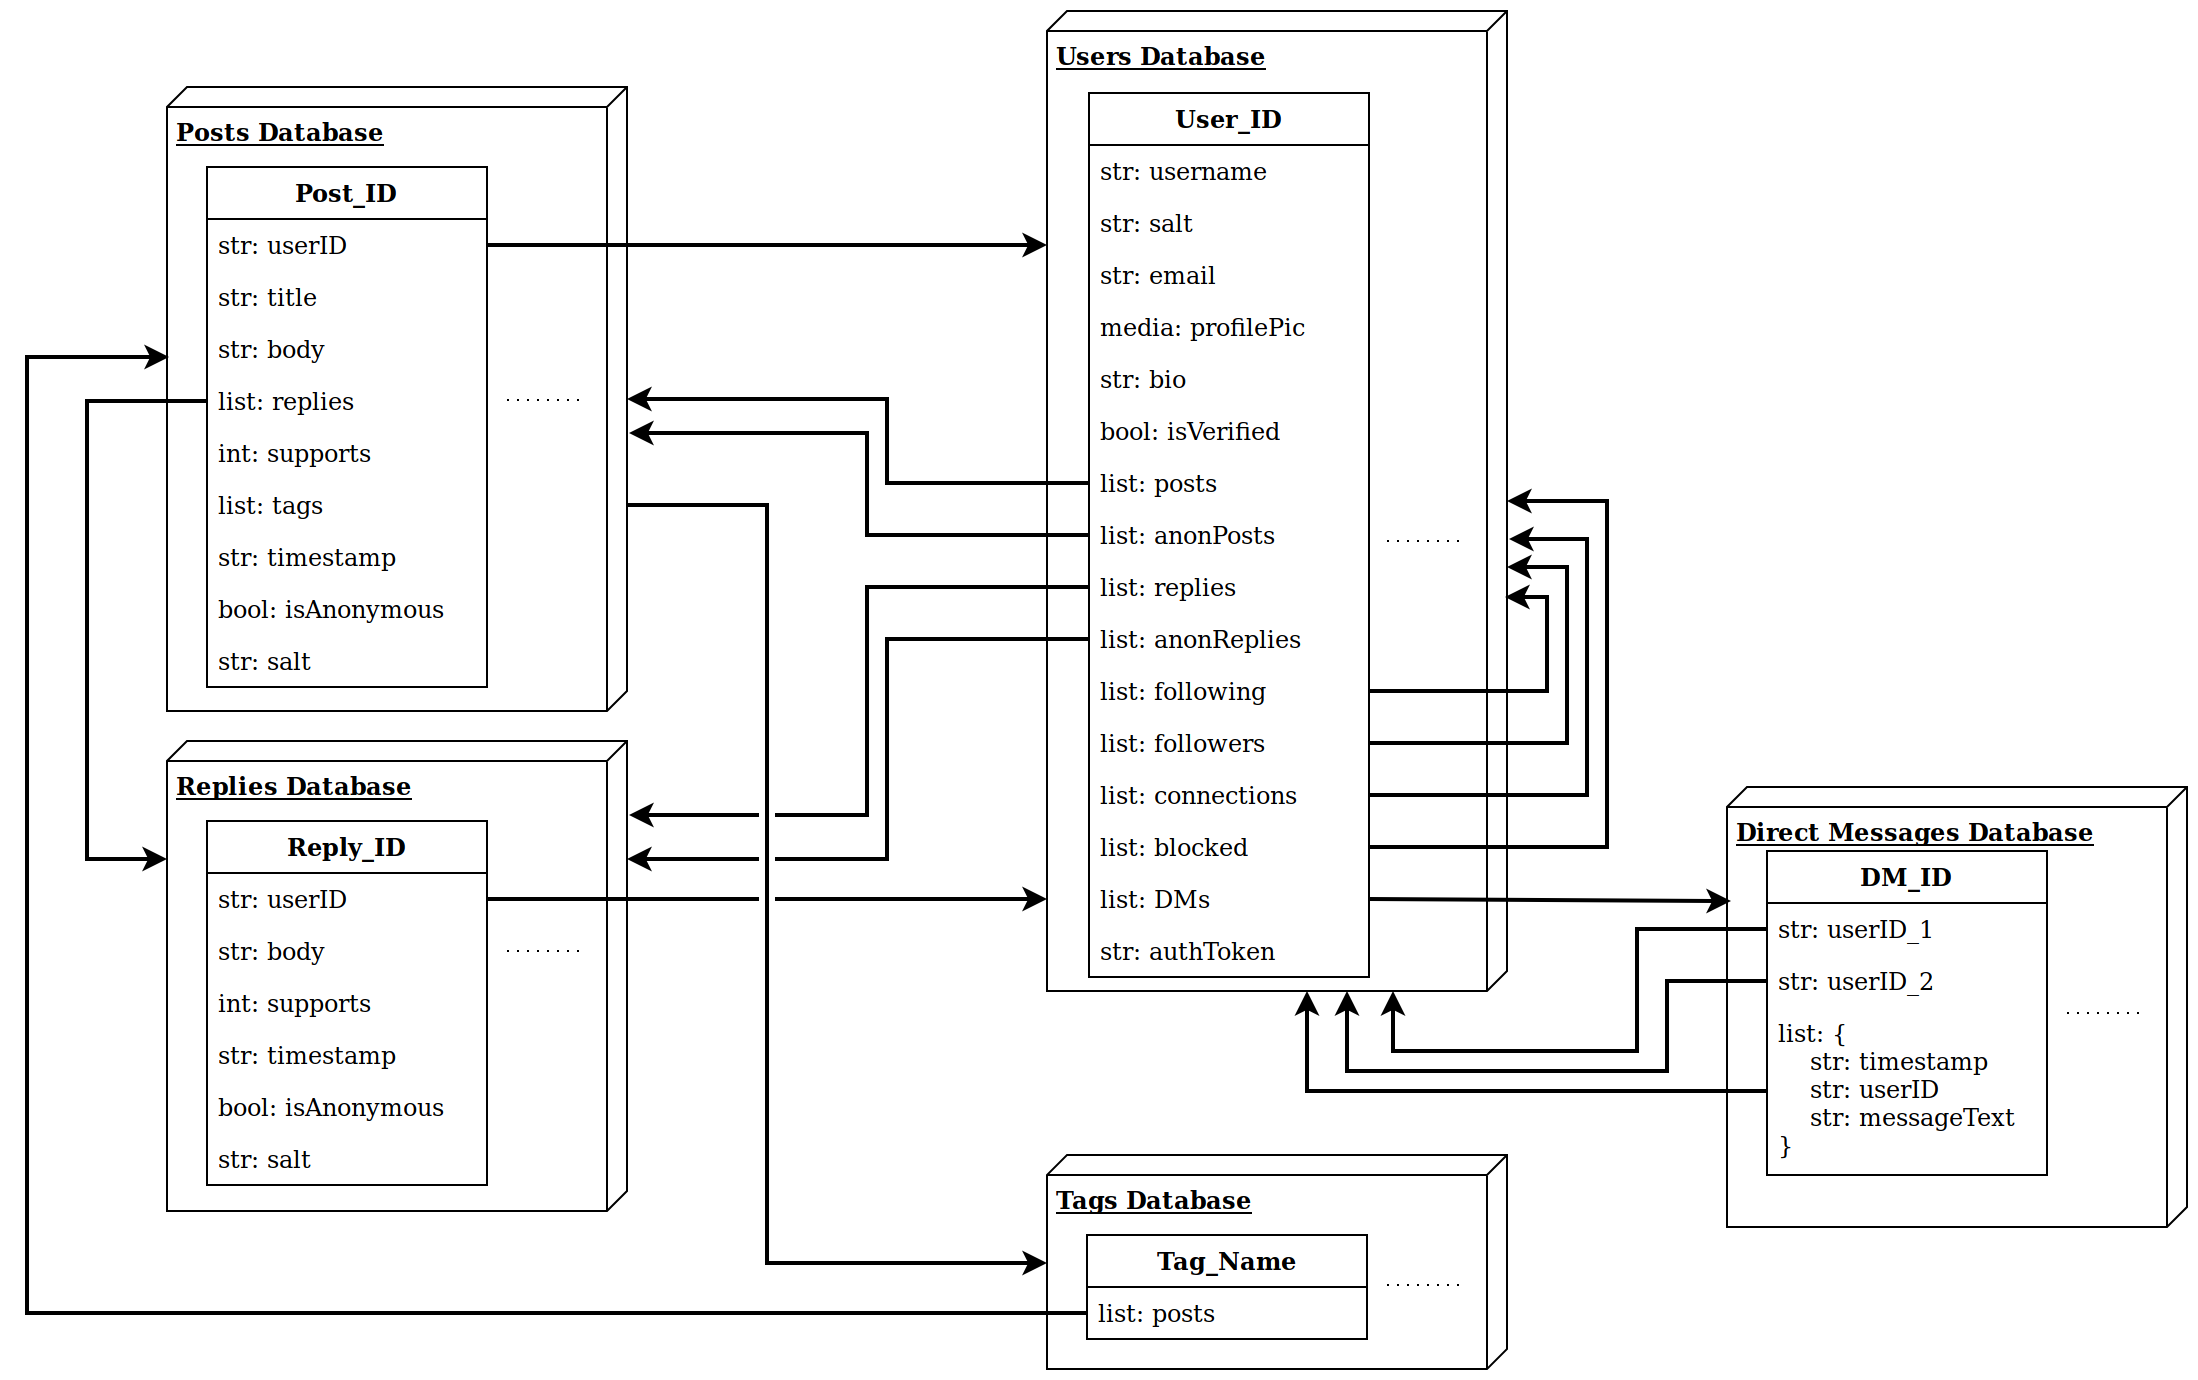 Posts Database
Post_ID
str: userID
str: title
str: body
list: replies
int: supports
list: tags
str: timestamp
bool: isAnonymous
str: salt
Replies Database
Reply_ID
str: userID
str: body
int: supports
str: timestamp
bool: isAnonymous
str: salt
Users Database
User_ID
str: username
str: salt
str: email
media: profilePic
str: bio
bool: isVerified
list: posts
list: anonPosts
list: replies
list: anonReplies
list: following
list: followers
list: connections
list: blocked
list: DMs
str: authToken
Tags Database
Tag_Name
list: posts
Direct Messages Database
DM_ID
str: userID_1
str: userID_2
list: {
str: timestamp
str: userID
str: messageText
}